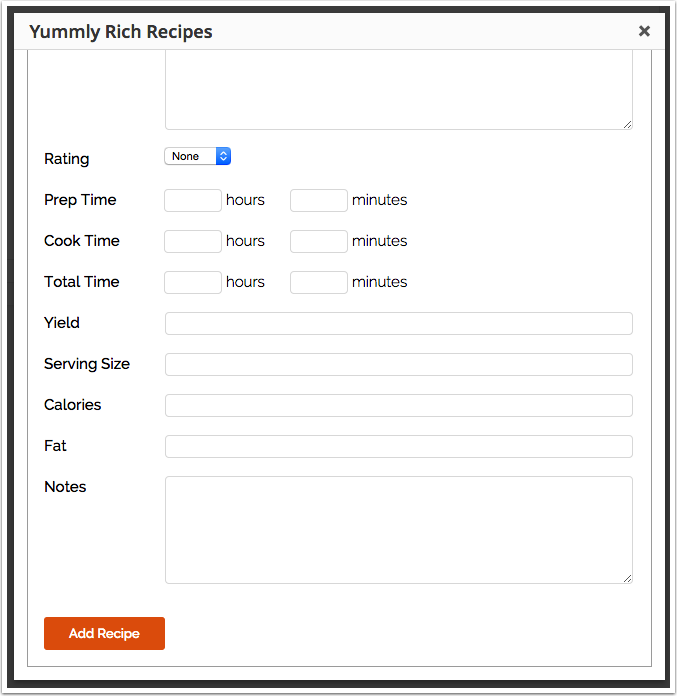 Yummly Rich Recipes ×
Rating None
Prep Time hours minutes
Cook Time hours minutes
Total Time hours minutes
Yield
Serving Size
Calories
Fat
Notes
Add Recipe